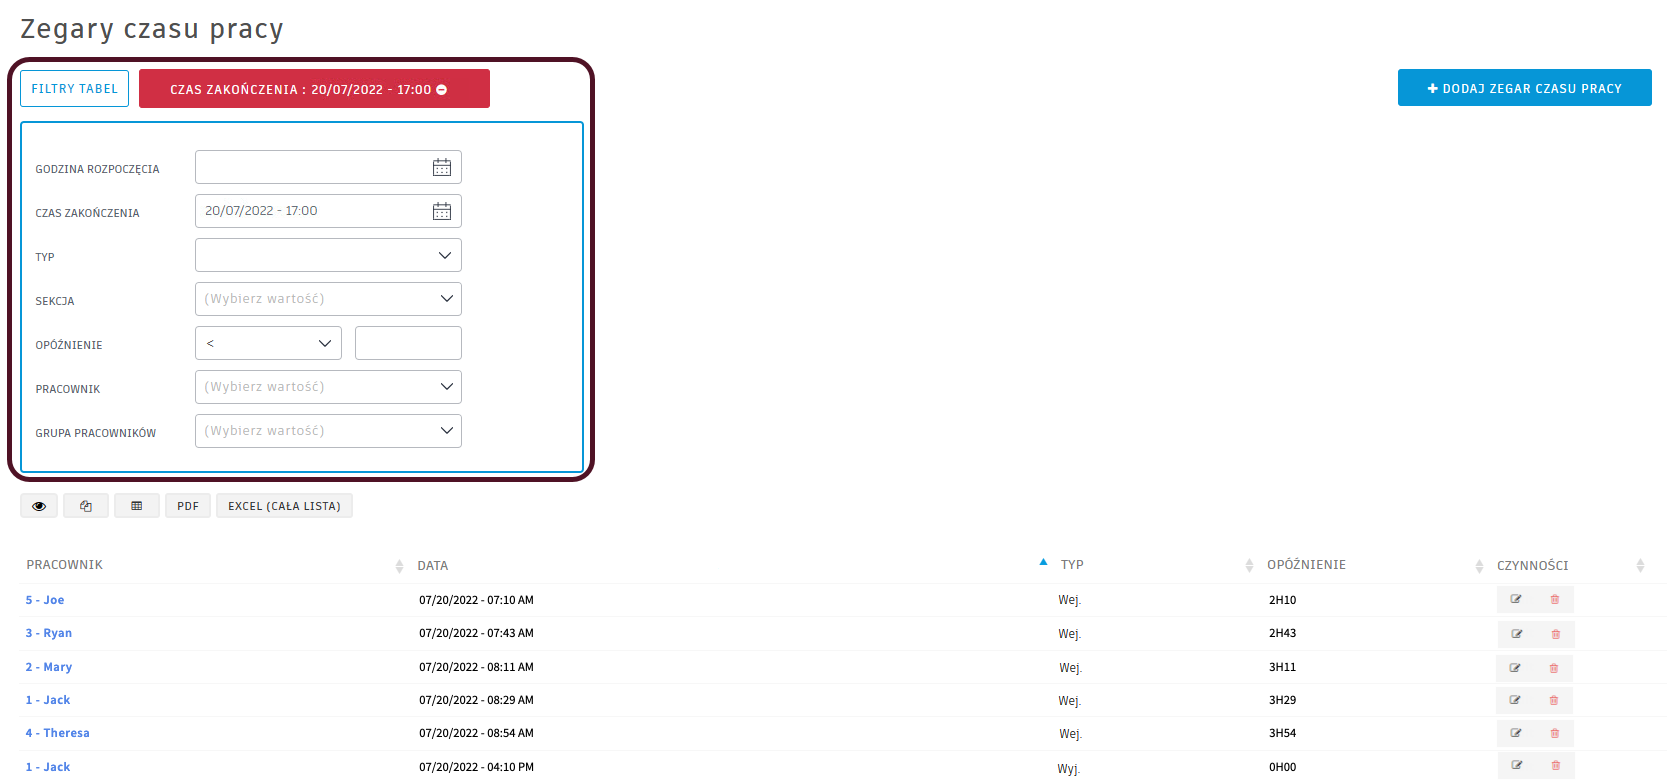 Zegary czasu pracy
FILTRY TABEL
CZAS ZAKOŃCZENIA : 20/07/2022 - 17:00
DODAJ ZEGAR CZASU PRACY
GODZINA ROZPOCZĘCIA
CZAS ZAKOŃCZENIA 20/07/2022 - 17:00
TYP
SEKCJA (Wybierz wartość)
OPÓŹNIENIE <
PRACOWNIK (Wybierz wartość)
GRUPA PRACOWNIKÓW (Wybierz wartość)
PDF EXCEL (CAŁA LISTA)
PRACOWNIK DATA TYP OPÓŹNIENIE CZYNNOŚCI
5 - Joe 07/20/2022 - 07:10 AM Wej. 2H10
3 - Ryan 07/20/2022 - 07:43 AM Wej. 2H43
2 - Mary 07/20/2022 - 08:11 AM Wej. 3H11
1 - Jack 07/20/2022 - 08:29 AM Wej. 3H29
4 - Theresa 07/20/2022 - 08:54 AM Wej. 3H54
1 - Jack 07/20/2022 - 04:10 PM Wyj. 0H00